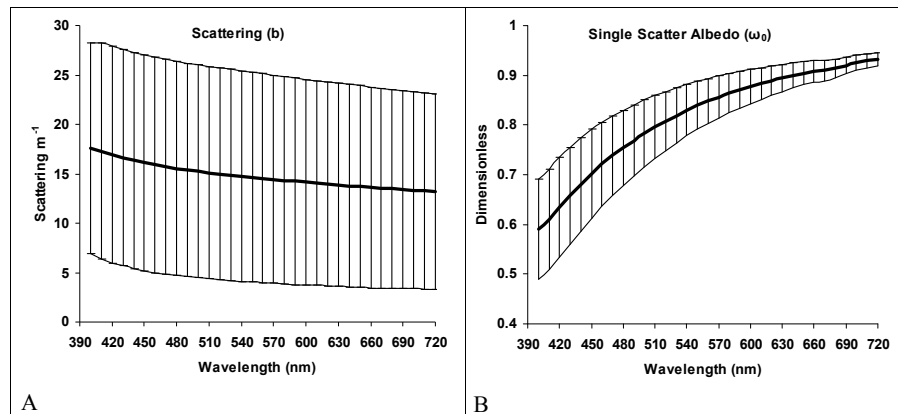 Scattering (b)
30
25
20
15
10
5
0
Scattering m⁻¹
390 420 450 480 510 540 570 600 630 660 690 720
Wavelength (nm)
A
Single Scatter Albedo (ω₀)
1
0.9
0.8
0.7
0.6
0.5
0.4
Dimensionless
390 420 450 480 510 540 570 600 630 660 690 720
Wavelength (nm)
B